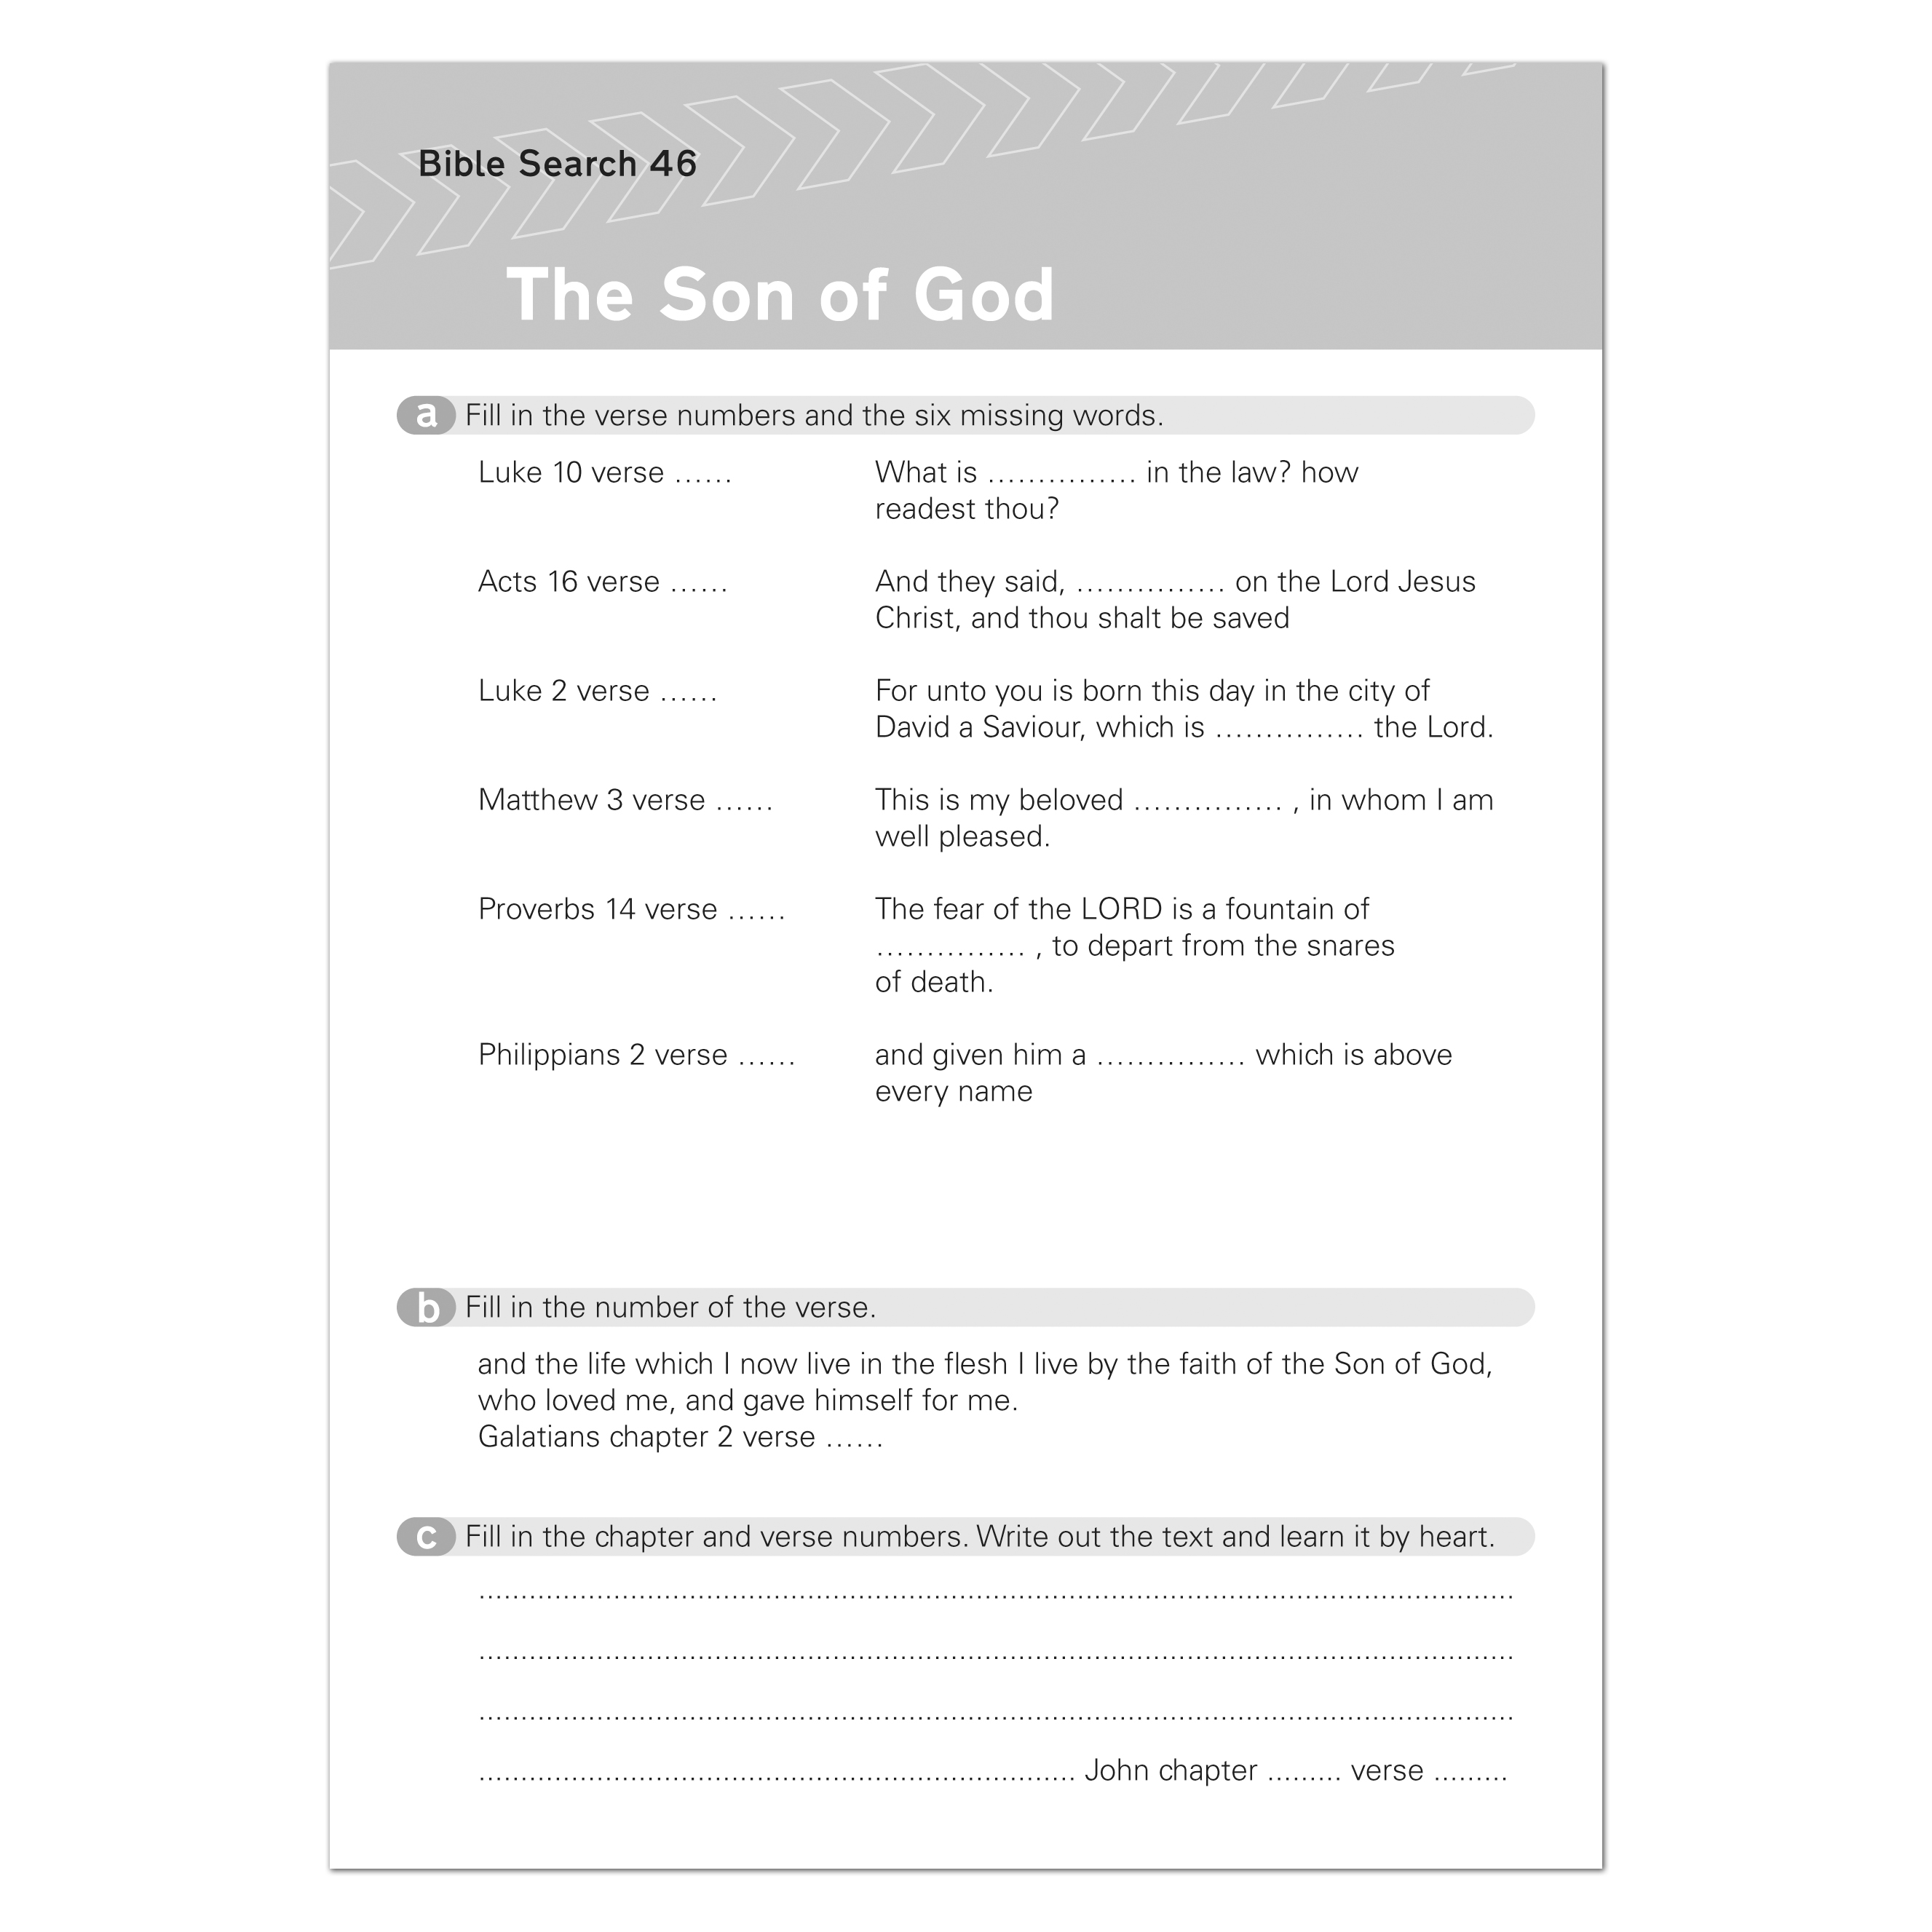 Bible Search 46
The Son of God
a Fill in the verse numbers and the six missing words.
Luke 10 verse ...... What is ............... in the law? how
readest thou?
Acts 16 verse ...... And they said, ............... on the Lord Jesus
Christ, and thou shalt be saved
Luke 2 verse ...... For unto you is born this day in the city of
David a Saviour, which is ............... the Lord.
Matthew 3 verse ...... This is my beloved ............... , in whom I am
well pleased.
Proverbs 14 verse ...... The fear of the LORD is a fountain of
............... , to depart from the snares
of death.
Philippians 2 verse ...... and given him a ............... which is above
every name
b Fill in the number of the verse.
and the life which I now live in the flesh I live by the faith of the Son of God,
who loved me, and gave himself for me.
Galatians chapter 2 verse ......
c Fill in the chapter and verse numbers. Write out the text and learn it by heart.
John chapter ......... verse .........